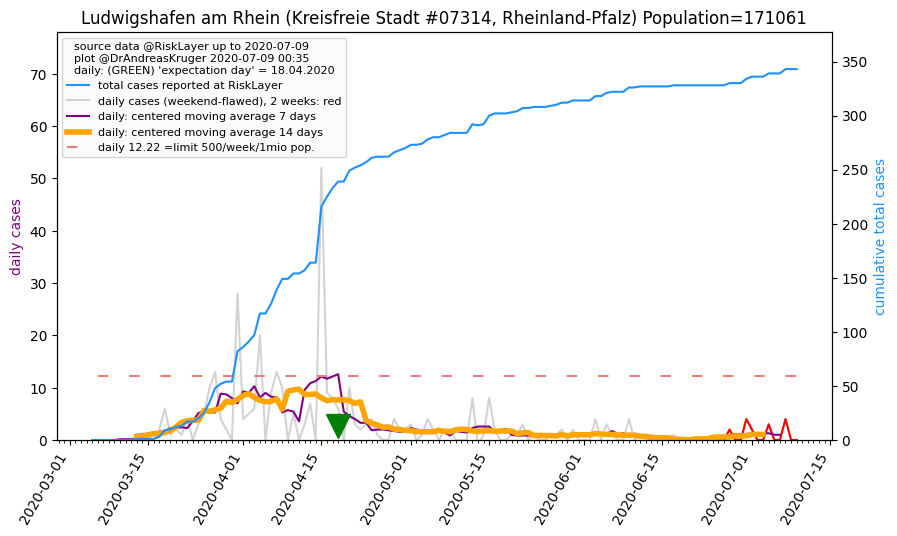 Ludwigshafen am Rhein (Kreisfreie Stadt #07314, Rheinland-Pfalz) Population=171061
source data @RiskLayer up to 2020-07-09
plot @DrAndreasKruger 2020-07-09 00:35
daily: (GREEN) 'expectation day' = 18.04.2020
total cases reported at RiskLayer
daily cases (weekend-flawed), 2 weeks: red
daily: centered moving average 7 days
daily: centered moving average 14 days
daily 12.22 =limit 500/week/1mio pop.
daily cases
70
60
50
40
30
20
10
0
cumulative total cases
350
300
250
200
150
100
50
0
2020-03-01
2020-03-15
2020-04-01
2020-04-15
2020-05-01
2020-05-15
2020-06-01
2020-06-15
2020-07-01
2020-07-15